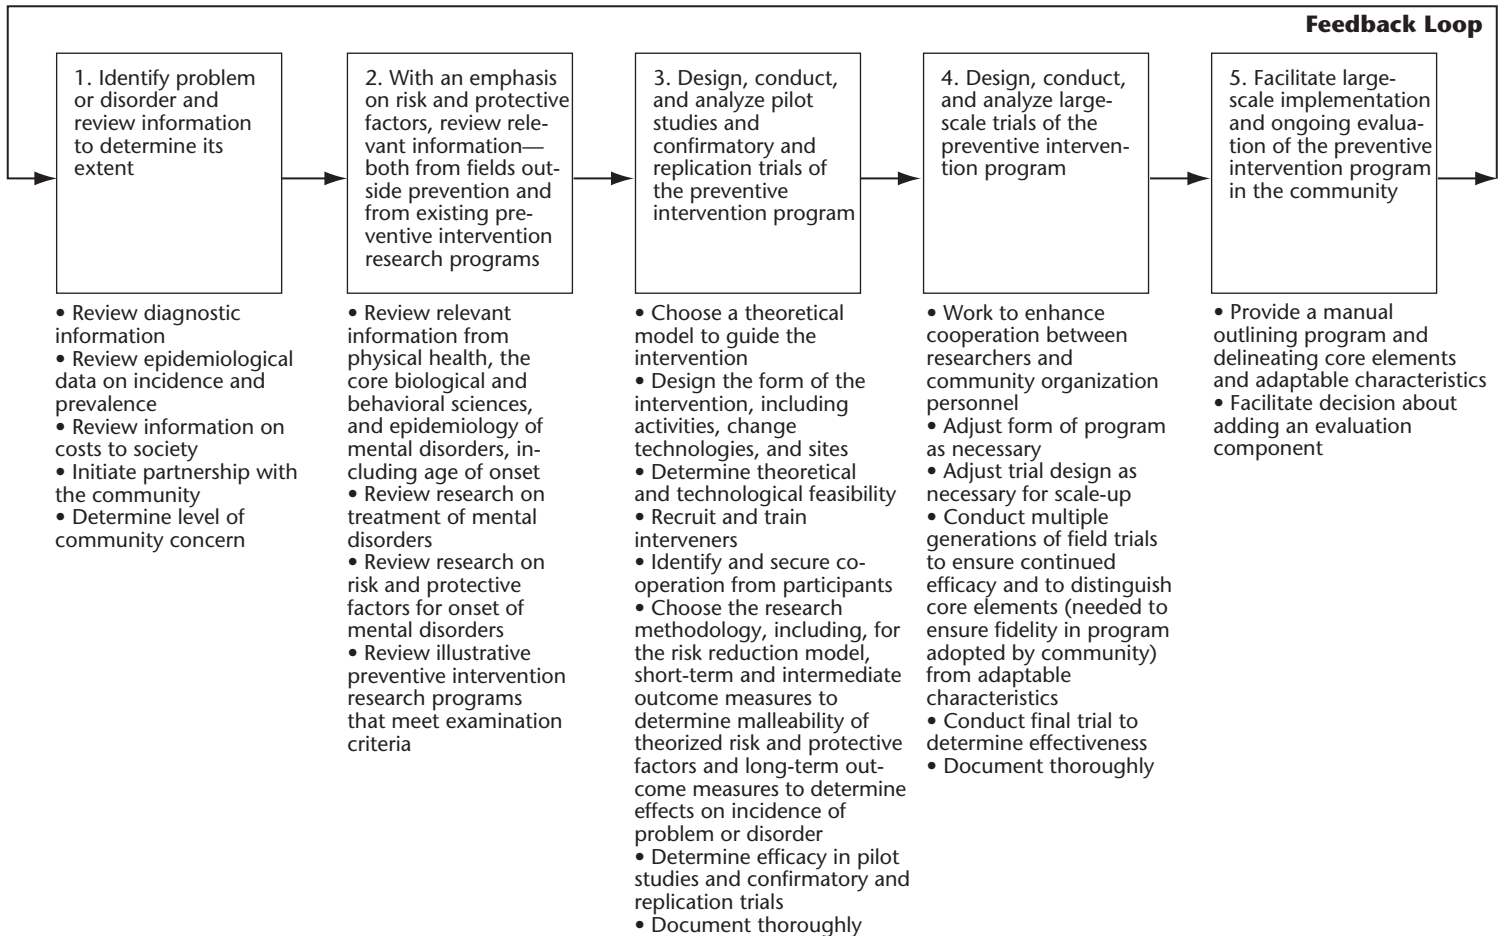 Feedback Loop
1. Identify problem
or disorder and
review information
to determine its
extent
2. With an emphasis
on risk and protective
factors, review rele-
vant information—
both from fields out-
side prevention and
from existing pre-
ventive intervention
research programs
3. Design, conduct,
and analyze pilot
studies and
confirmatory and
replication trials of
the preventive
intervention program
4. Design, conduct,
and analyze large-
scale trials of the
preventive interven-
tion program
5. Facilitate large-
scale implementation
and ongoing evalua-
tion of the preventive
intervention program
in the community
• Review diagnostic
information
• Review epidemiological
data on incidence and
prevalence
• Review information on
costs to society
• Initiate partnership with
the community
• Determine level of
community concern
• Review relevant
information from
physical health, the
core biological and
behavioral sciences,
and epidemiology of
mental disorders, in-
cluding age of onset
• Review research on
treatment of mental
disorders
• Review research on
risk and protective
factors for onset of
mental disorders
• Review illustrative
preventive intervention
research programs
that meet examination
criteria
• Choose a theoretical
model to guide the
intervention
• Design the form of the
intervention, including
activities, change
technologies, and sites
• Determine theoretical
and technological feasibility
• Recruit and train
interveners
• Identify and secure co-
operation from participants
• Choose the research
methodology, including, for
the risk reduction model,
short-term and intermediate
outcome measures to
determine malleability of
theorized risk and protective
factors and long-term out-
come measures to determine
effects on incidence of
problem or disorder
• Determine efficacy in pilot
studies and confirmatory and
replication trials
• Document thoroughly
• Work to enhance
cooperation between
researchers and
community organization
personnel
• Adjust form of program
as necessary
• Adjust trial design as
necessary for scale-up
• Conduct multiple
generations of field trials
to ensure continued
efficacy and to distinguish
core elements (needed to
ensure fidelity in program
adopted by community)
from adaptable
characteristics
• Conduct final trial to
determine effectiveness
• Document thoroughly
• Provide a manual
outlining program and
delineating core elements
and adaptable characteristics
• Facilitate decision about
adding an evaluation
component